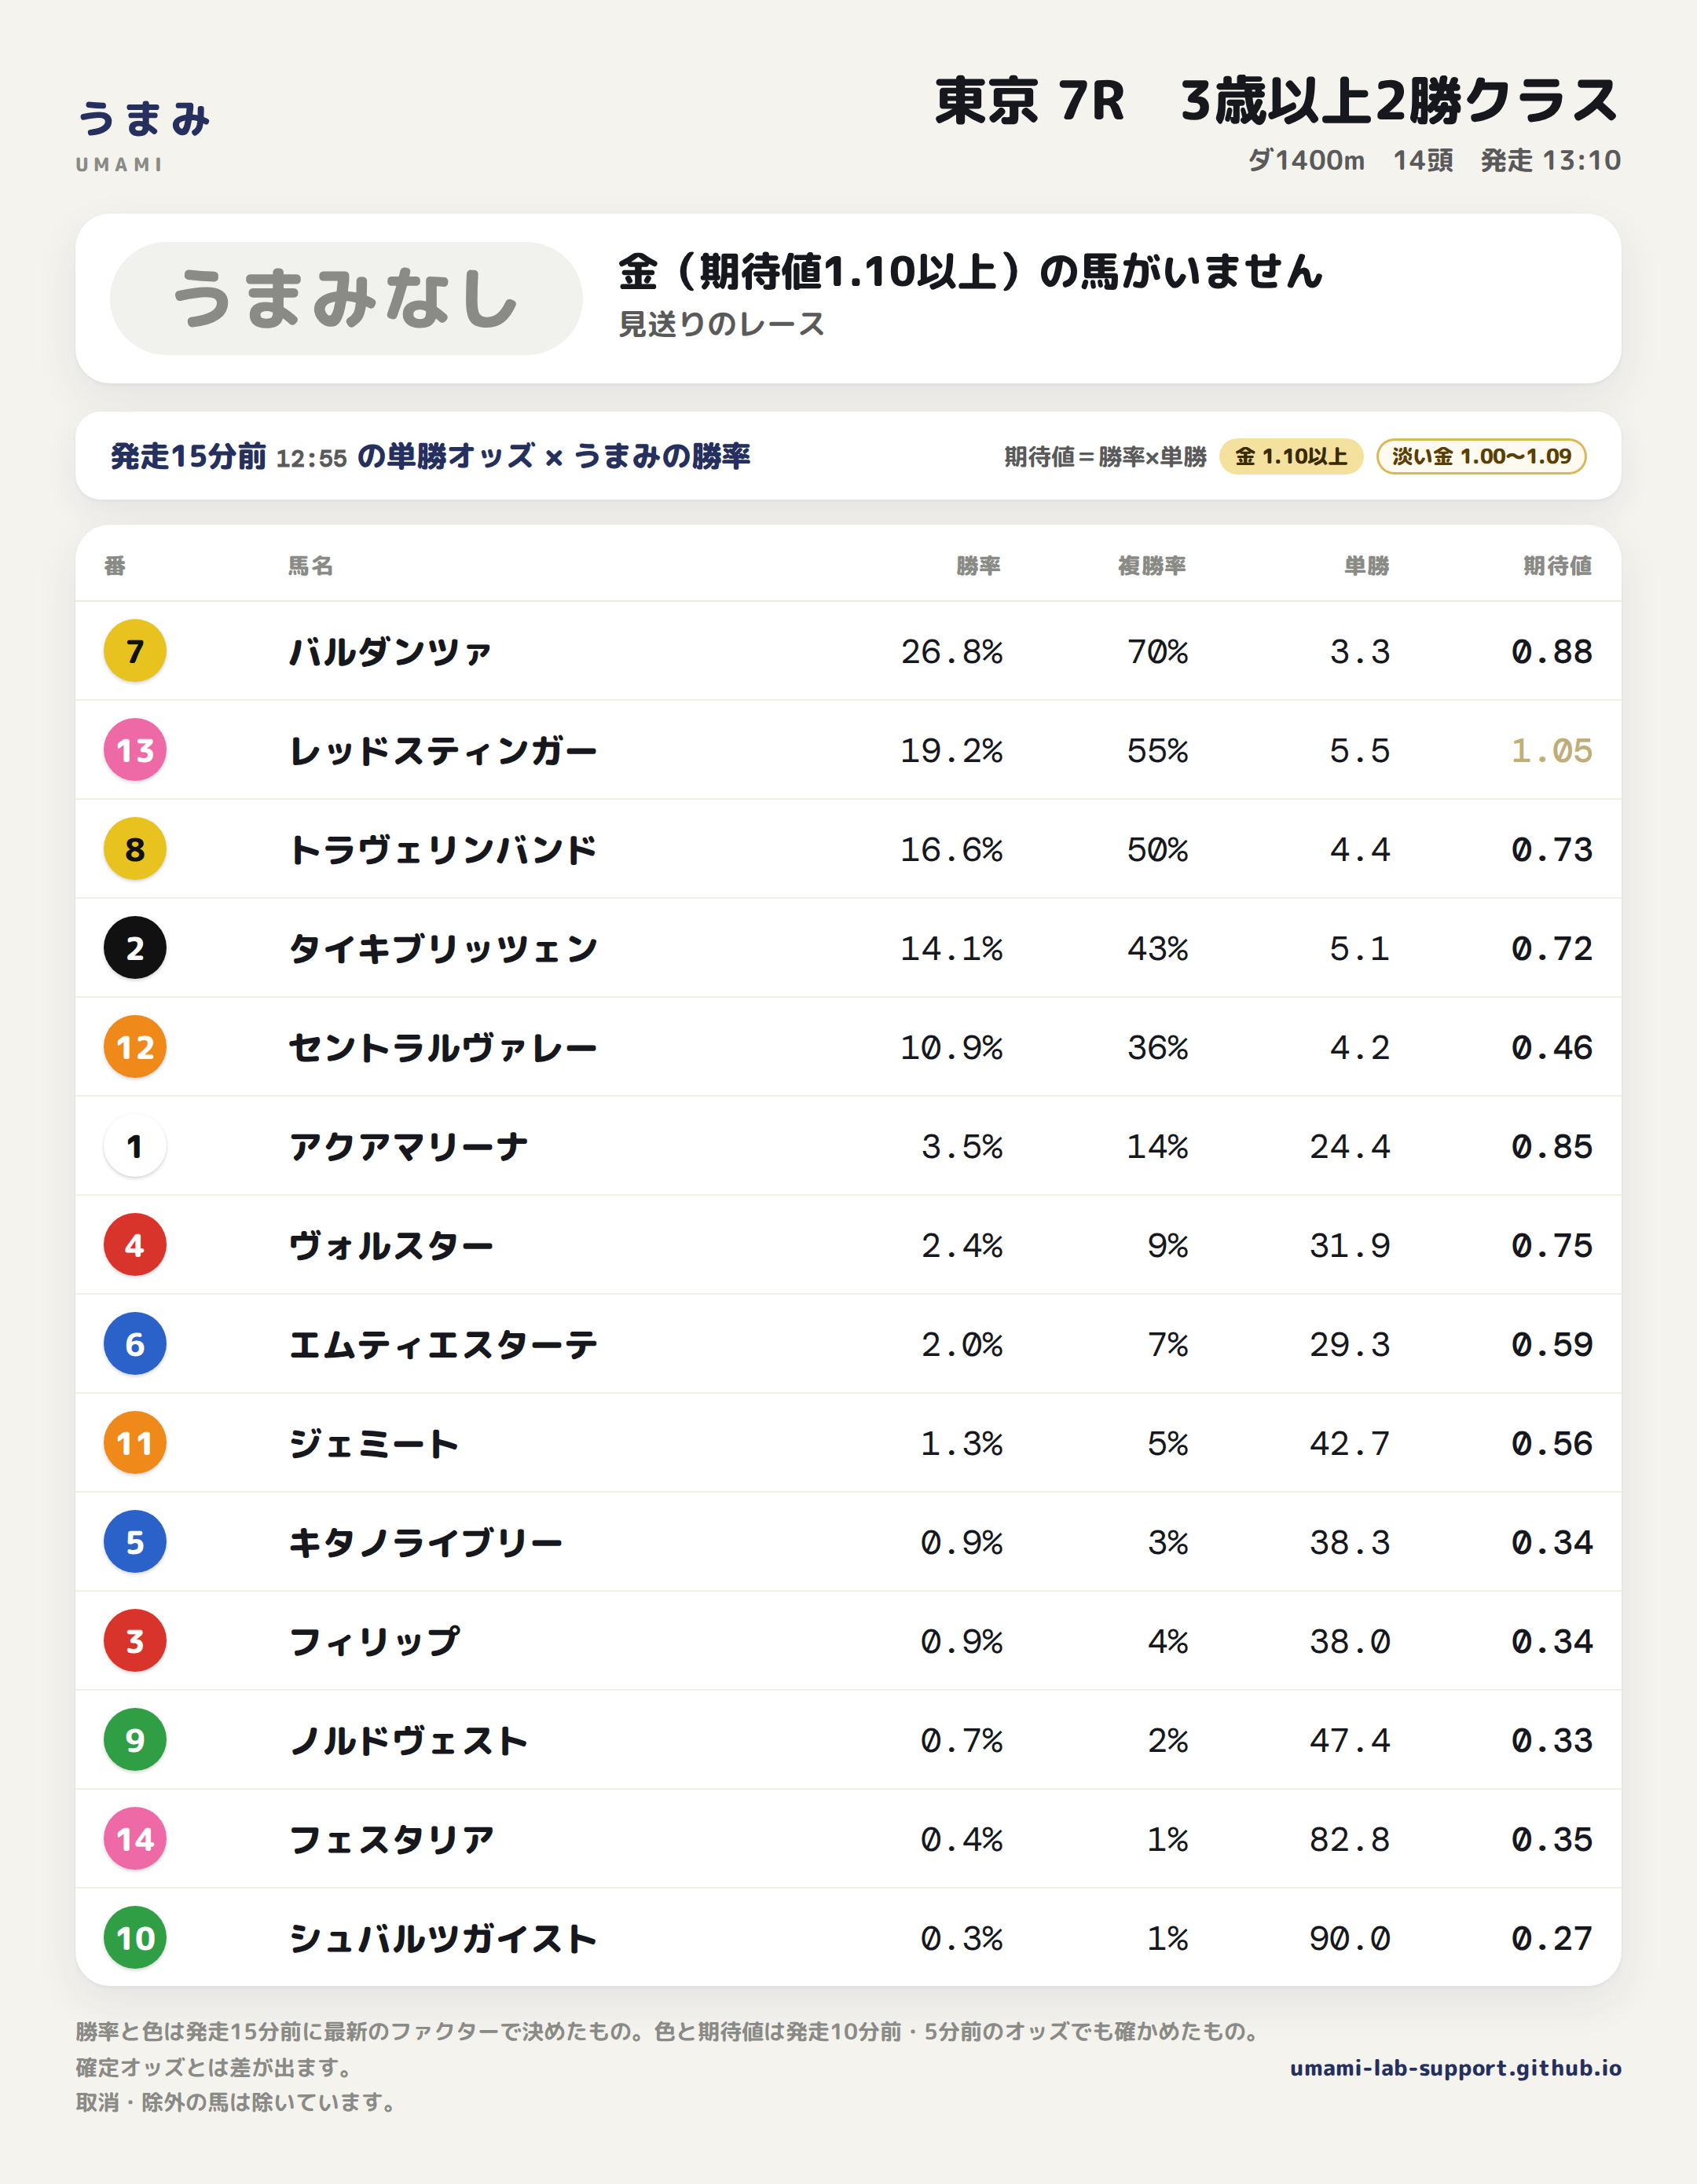 うまみ
UMAMI
東京 7R 3歳以上2勝クラス
ダ1400m 14頭 発走 13:10
うまみなし
金（期待値1.10以上）の馬がいません
見送りのレース
発走15分前 12:55 の単勝オッズ × うまみの勝率
期待値＝勝率×単勝 金 1.10以上 淡い金 1.00〜1.09
番 馬名 勝率 複勝率 単勝 期待値
7 バルダンツァ 26.8% 70% 3.3 0.88
13 レッドスティンガー 19.2% 55% 5.5 1.05
8 トラヴェリンバンド 16.6% 50% 4.4 0.73
2 タイキブリッツェン 14.1% 43% 5.1 0.72
12 セントラルヴァレー 10.9% 36% 4.2 0.46
1 アクアマリーナ 3.5% 14% 24.4 0.85
4 ヴォルスター 2.4% 9% 31.9 0.75
6 エムティエスターテ 2.0% 7% 29.3 0.59
11 ジェミート 1.3% 5% 42.7 0.56
5 キタノライブリー 0.9% 3% 38.3 0.34
3 フィリップ 0.9% 4% 38.0 0.34
9 ノルドヴェスト 0.7% 2% 47.4 0.33
14 フェスタリア 0.4% 1% 82.8 0.35
10 シュバルツガイスト 0.3% 1% 90.0 0.27
勝率と色は発走15分前に最新のファクターで決めたもの。色と期待値は発走10分前・5分前のオッズでも確かめたもの。
確定オッズとは差が出ます。
取消・除外の馬は除いています。
umami-lab-support.github.io